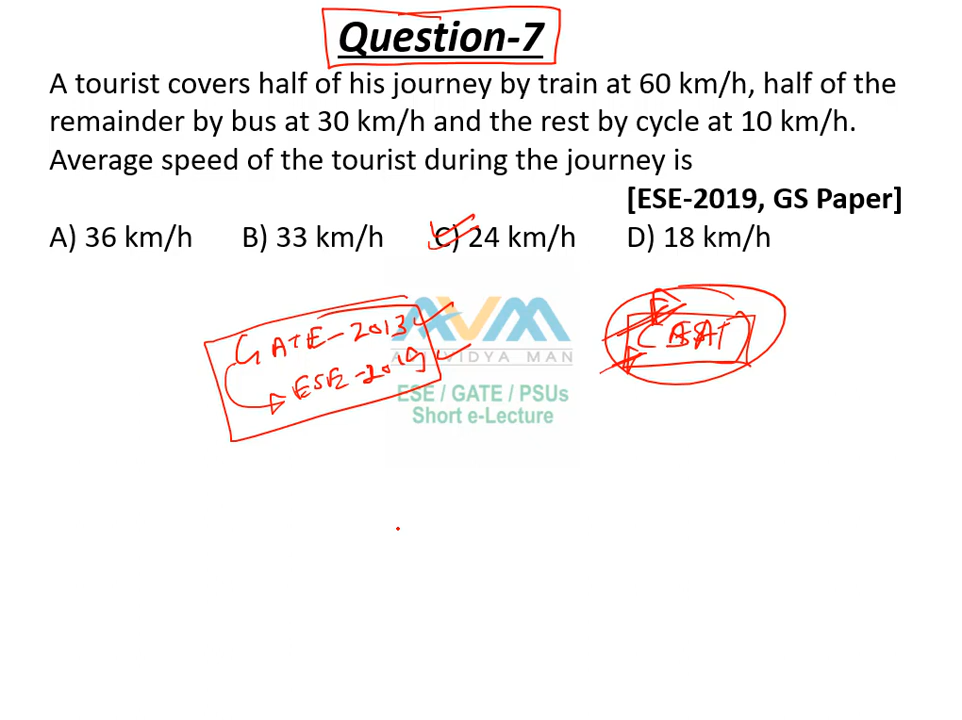 Question-7
A tourist covers half of his journey by train at 60 km/h, half of the
remainder by bus at 30 km/h and the rest by cycle at 10 km/h.
Average speed of the tourist during the journey is
[ESE-2019, GS Paper]
A) 36 km/h B) 33 km/h C) 24 km/h D) 18 km/h
GATE-2013
ESE-2019
AVM
VIDYA MAN
ESE / GATE / PSUs
Short e-Lecture